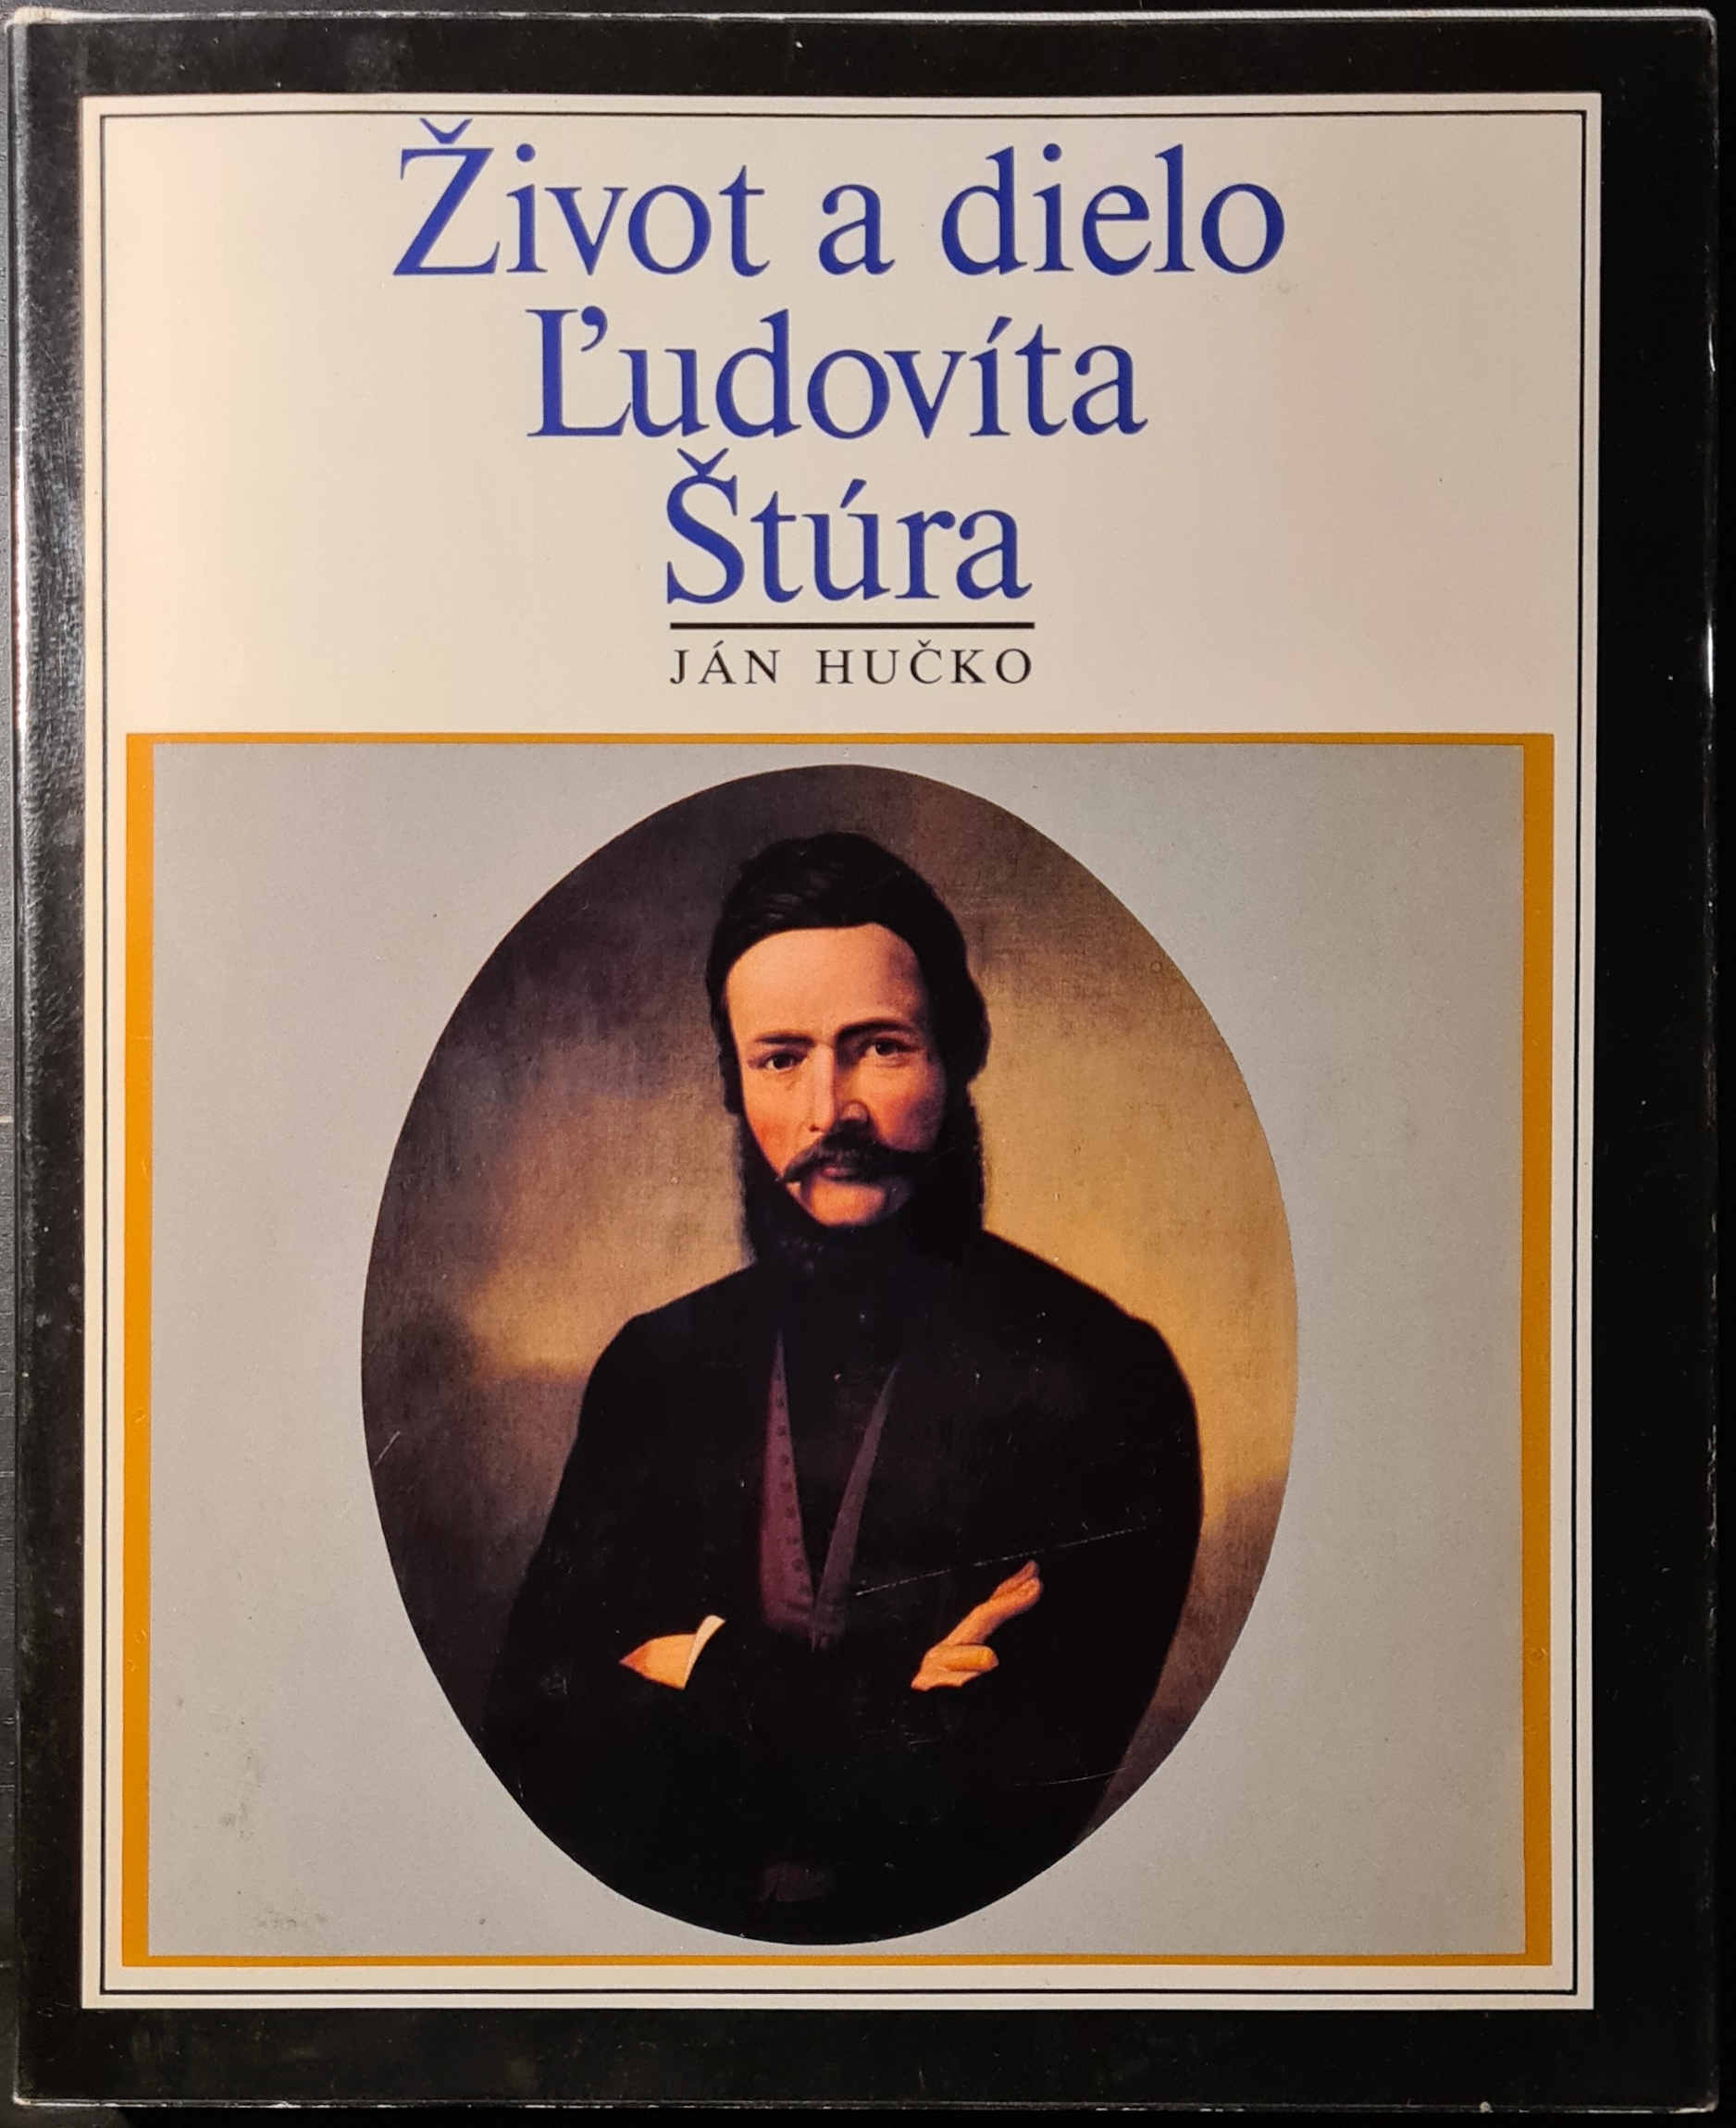 Život a dielo
Ľudovíta
Štúra
JÁN HUČKO